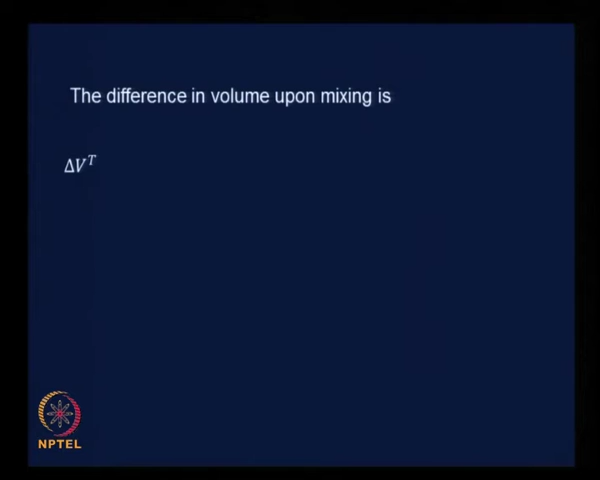 The difference in volume upon mixing is
ΔV^T
NPTEL